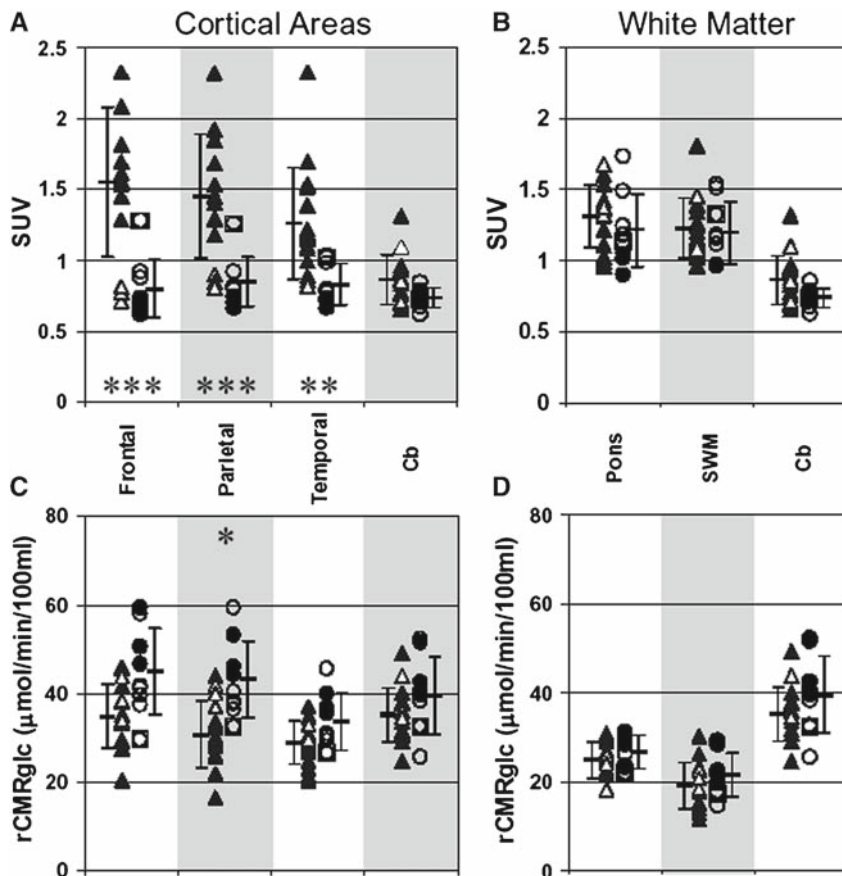 A Cortical Areas
B White Matter
SUV
2.5
2
1.5
1
0.5
0
*** *** **
Frontal
Parietal
Temporal
Cb
SUV
2.5
2
1.5
1
0.5
0
Pons
SWM
Cb
C
rCMRglc (μmol/min/100ml)
80
60
40
20
0
*
D
rCMRglc (μmol/min/100ml)
80
60
40
20
0